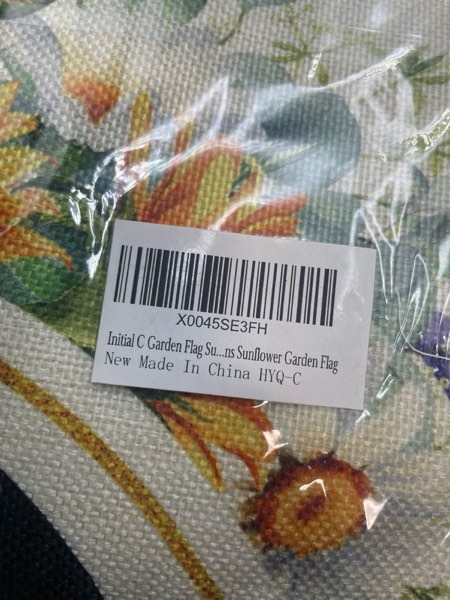 X0045SE3FH
Initial C Garden Flag Su...ns Sunflower Garden Flag
New Made In China HYQ-C